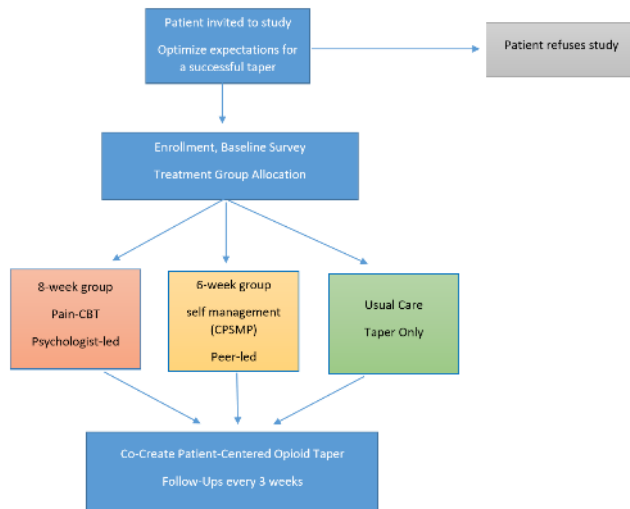 Patient invited to study
Optimize expectations for
a successful taper
Patient refuses study
Enrollment, Baseline Survey
Treatment Group Allocation
8-week group
Pain-CBT
Psychologist-led
6-week group
self management
(CPSMP)
Peer-led
Usual Care
Taper Only
Co-Create Patient-Centered Opioid Taper
Follow-Ups every 3 weeks